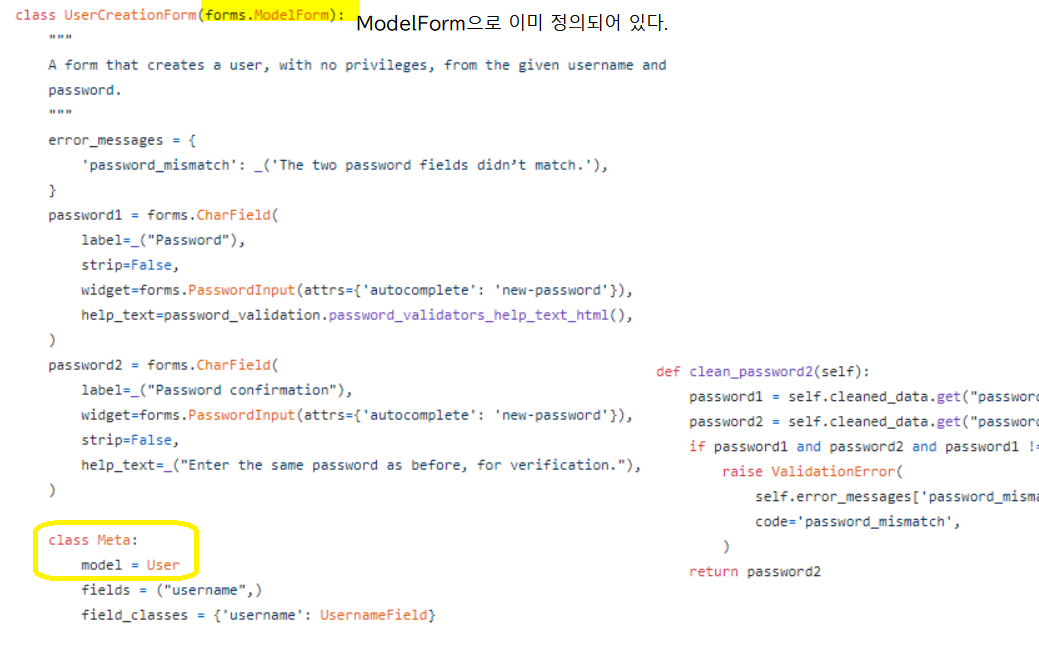 class UserCreationForm(forms.ModelForm):
ModelForm으로 이미 정의되어 있다.
"""
A form that creates a user, with no privileges, from the given username and
password.
"""
error_messages = {
'password_mismatch': _('The two password fields didn’t match.'),
}
password1 = forms.CharField(
label=_("Password"),
strip=False,
widget=forms.PasswordInput(attrs={'autocomplete': 'new-password'}),
help_text=password_validation.password_validators_help_text_html(),
)
password2 = forms.CharField(
label=_("Password confirmation"),
widget=forms.PasswordInput(attrs={'autocomplete': 'new-password'}),
strip=False,
help_text=_("Enter the same password as before, for verification."),
)
class Meta:
model = User
fields = ("username",)
field_classes = {'username': UsernameField}
def clean_password2(self):
password1 = self.cleaned_data.get("passwor
password2 = self.cleaned_data.get("passwor
if password1 and password2 and password1 !=
raise ValidationError(
self.error_messages['password_misma
code='password_mismatch',
)
return password2